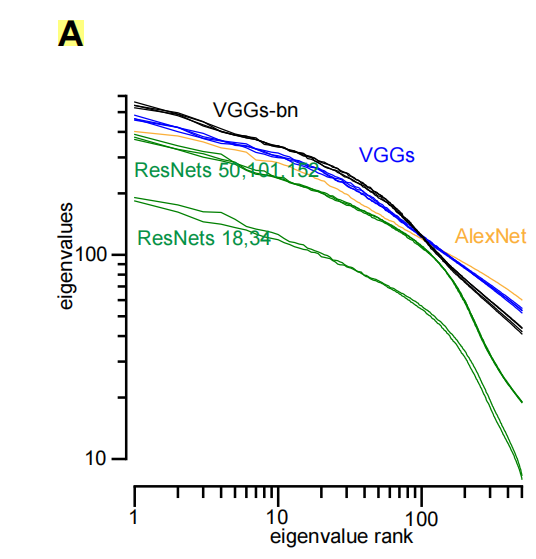 A
VGGs-bn
VGGs
ResNets 50,101,152
AlexNet
ResNets 18,34
eigenvalues
100
10
1
10
100
eigenvalue rank